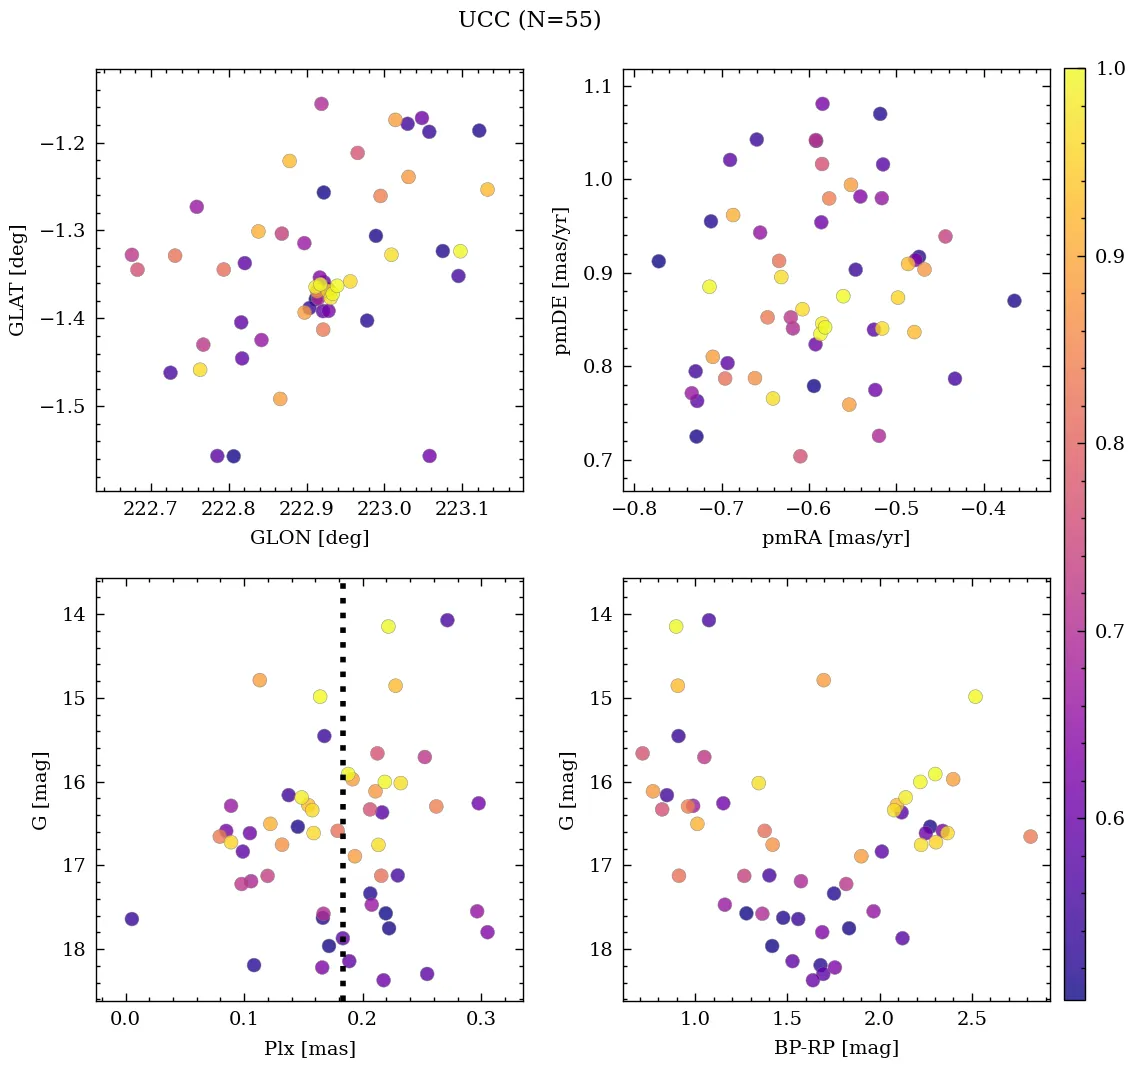 UCC (N=55)
−1.2
−1.3
−1.4
−1.5
GLAT [deg]
222.7 222.8 222.9 223.0 223.1
GLON [deg]
1.1
1.0
0.9
0.8
0.7
pmDE [mas/yr]
−0.8 −0.7 −0.6 −0.5 −0.4
pmRA [mas/yr]
14
15
16
17
18
G [mag]
0.0 0.1 0.2 0.3
Plx [mas]
14
15
16
17
18
G [mag]
1.0 1.5 2.0 2.5
BP-RP [mag]
1.0
0.9
0.8
0.7
0.6